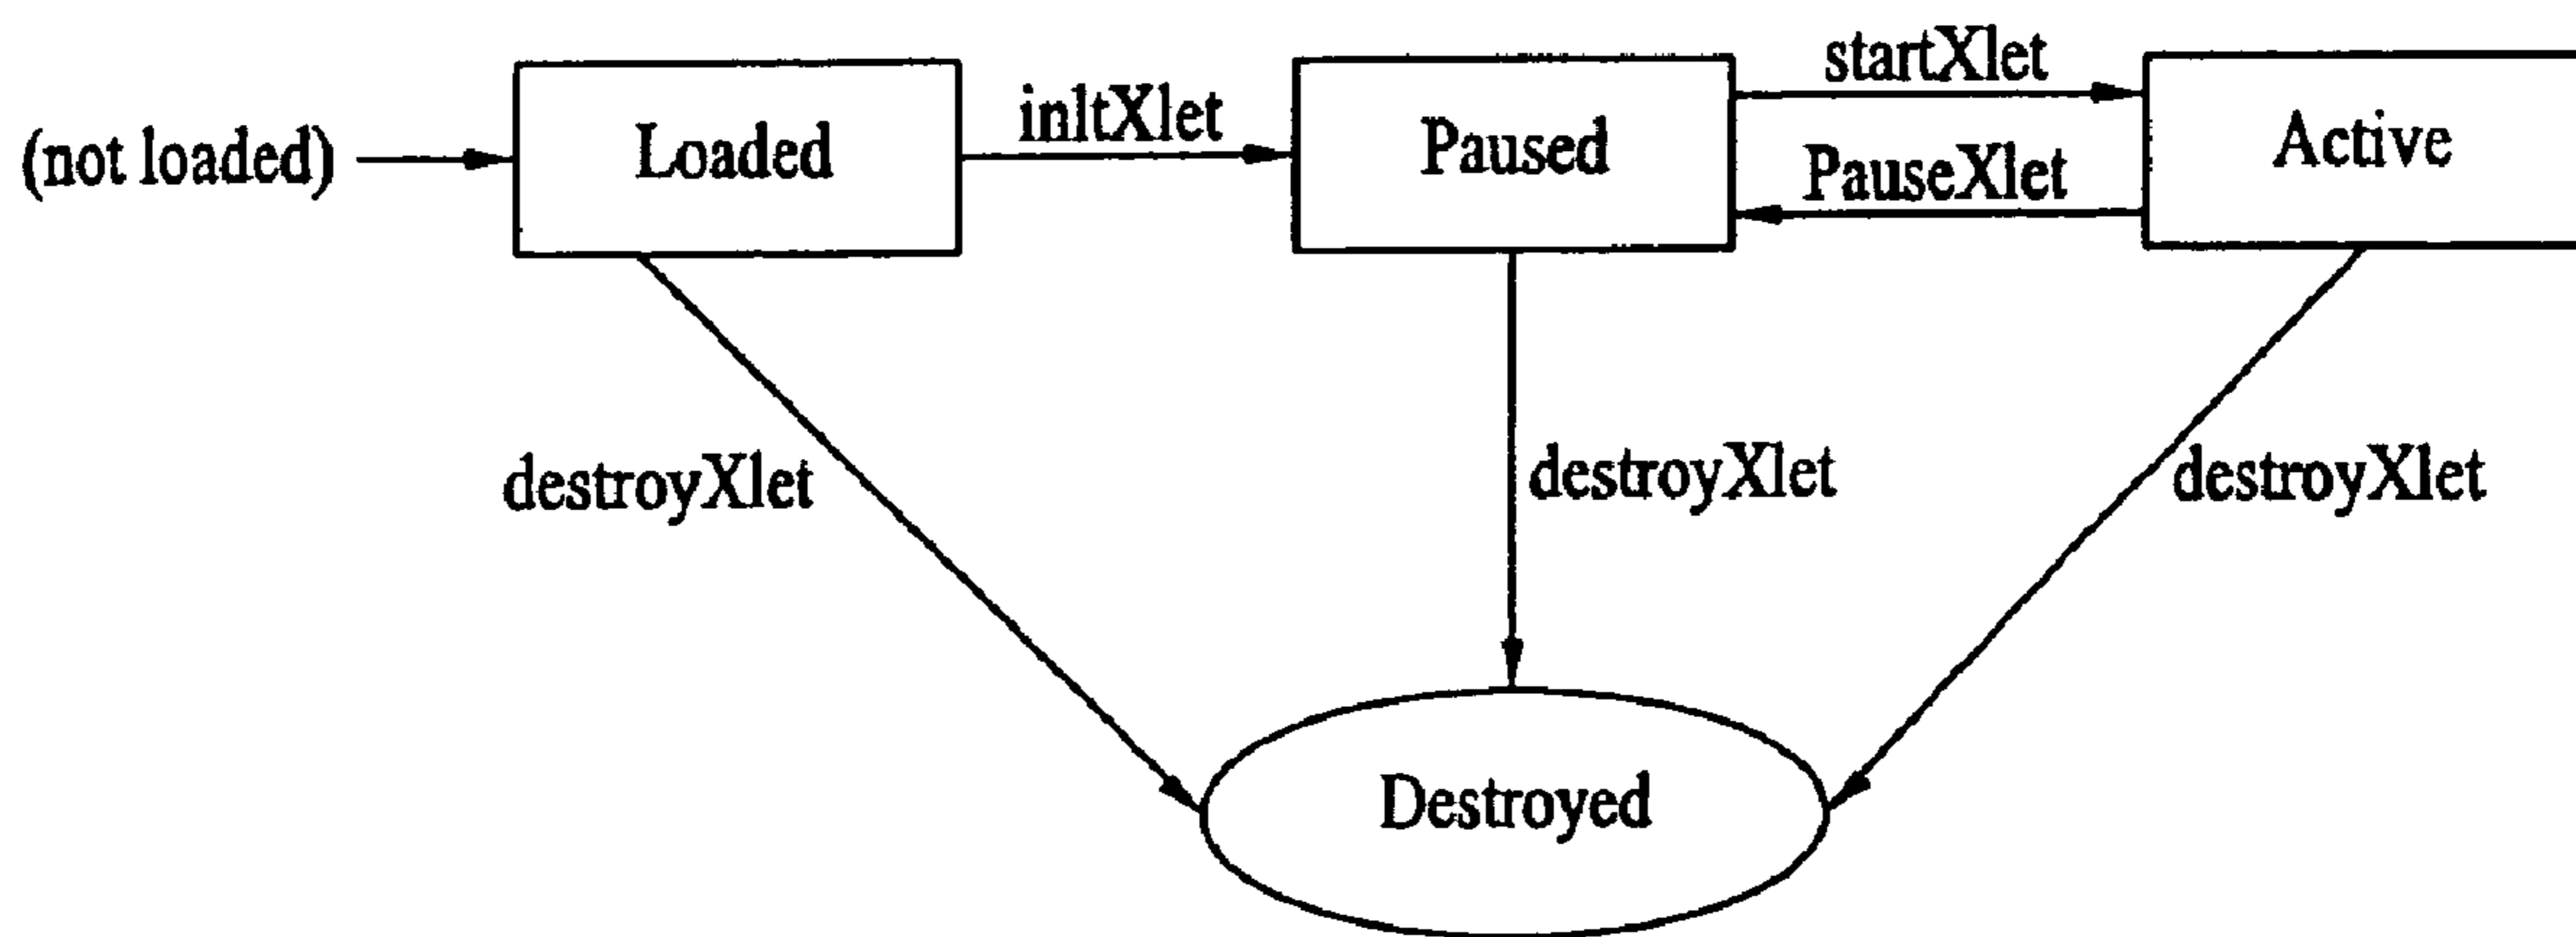 startXlet
(not loaded)
Loaded
inltXlet
Paused
PauseXlet
Active
destroyXlet
destroyXlet
destroyXlet
Destroyed